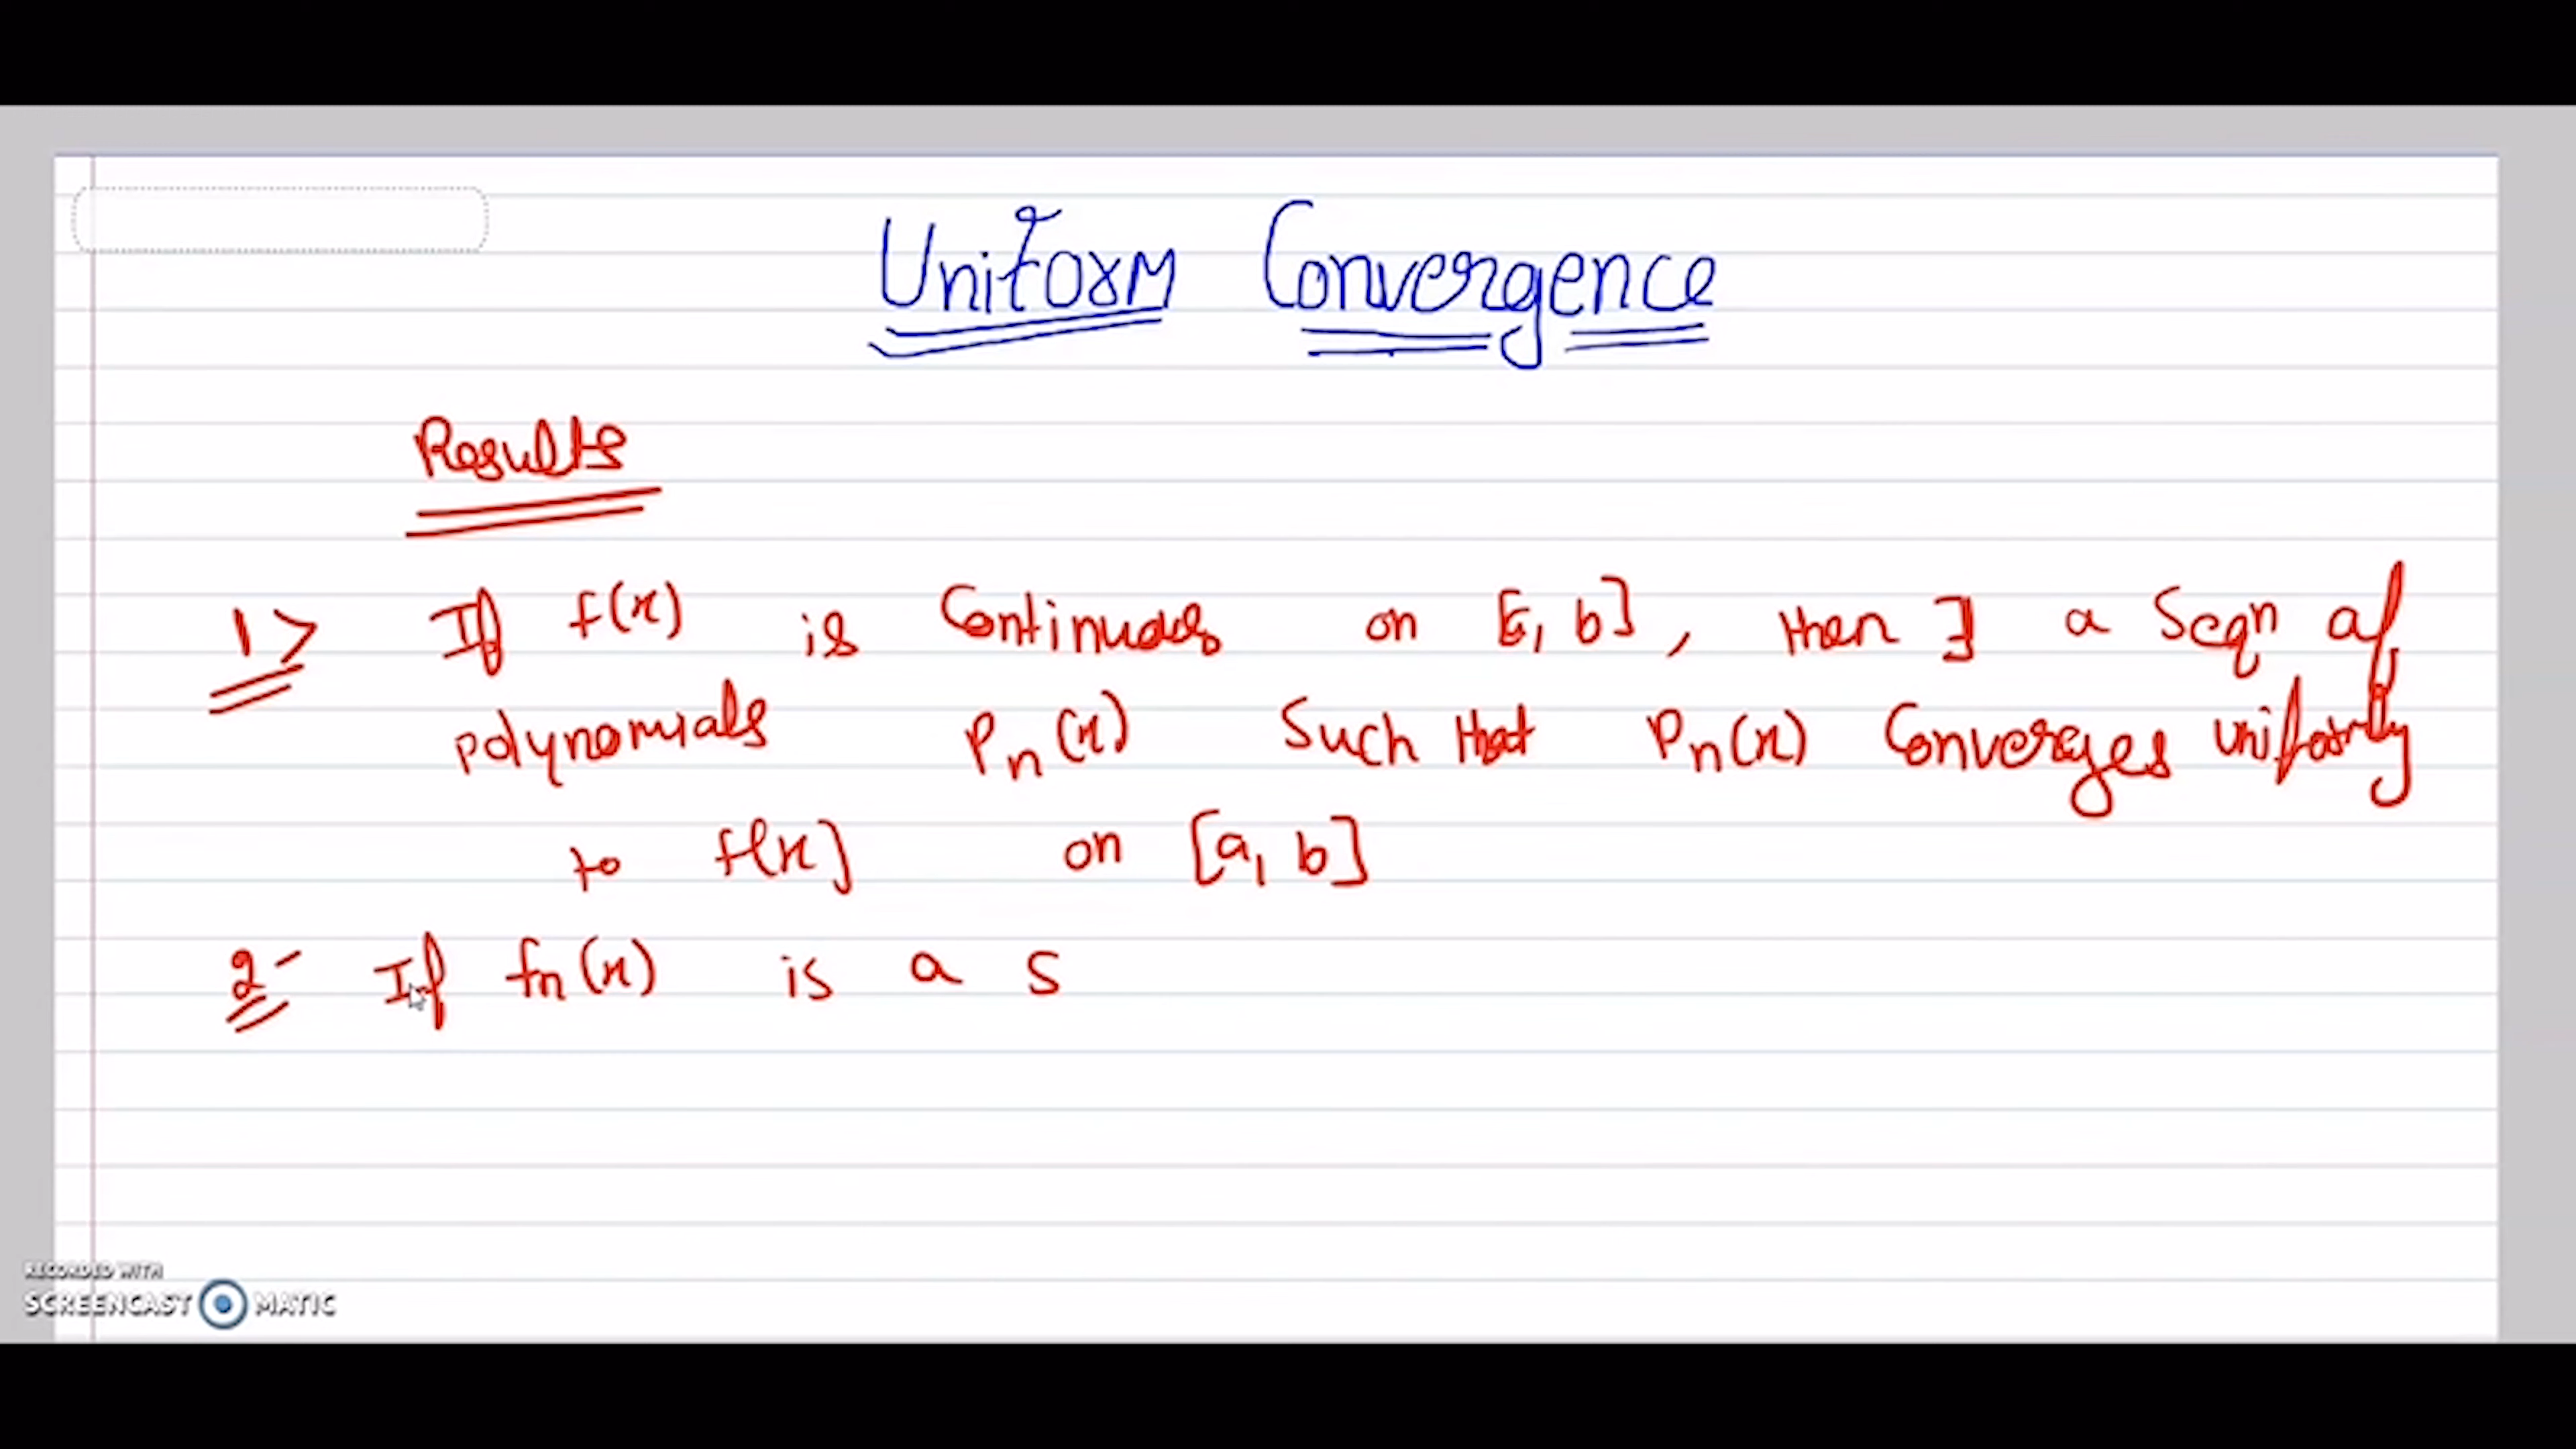 Uniform Convergence
Results
1> If f(x) is Continuous on [a, b], then ∃ a Seqn of
polynomials Pn(x) Such that Pn(x) Converges uniformly
to f(x) on [a, b]
2- If fn(x) is a s
RECORDED WITH
SCREENCAST MATIC